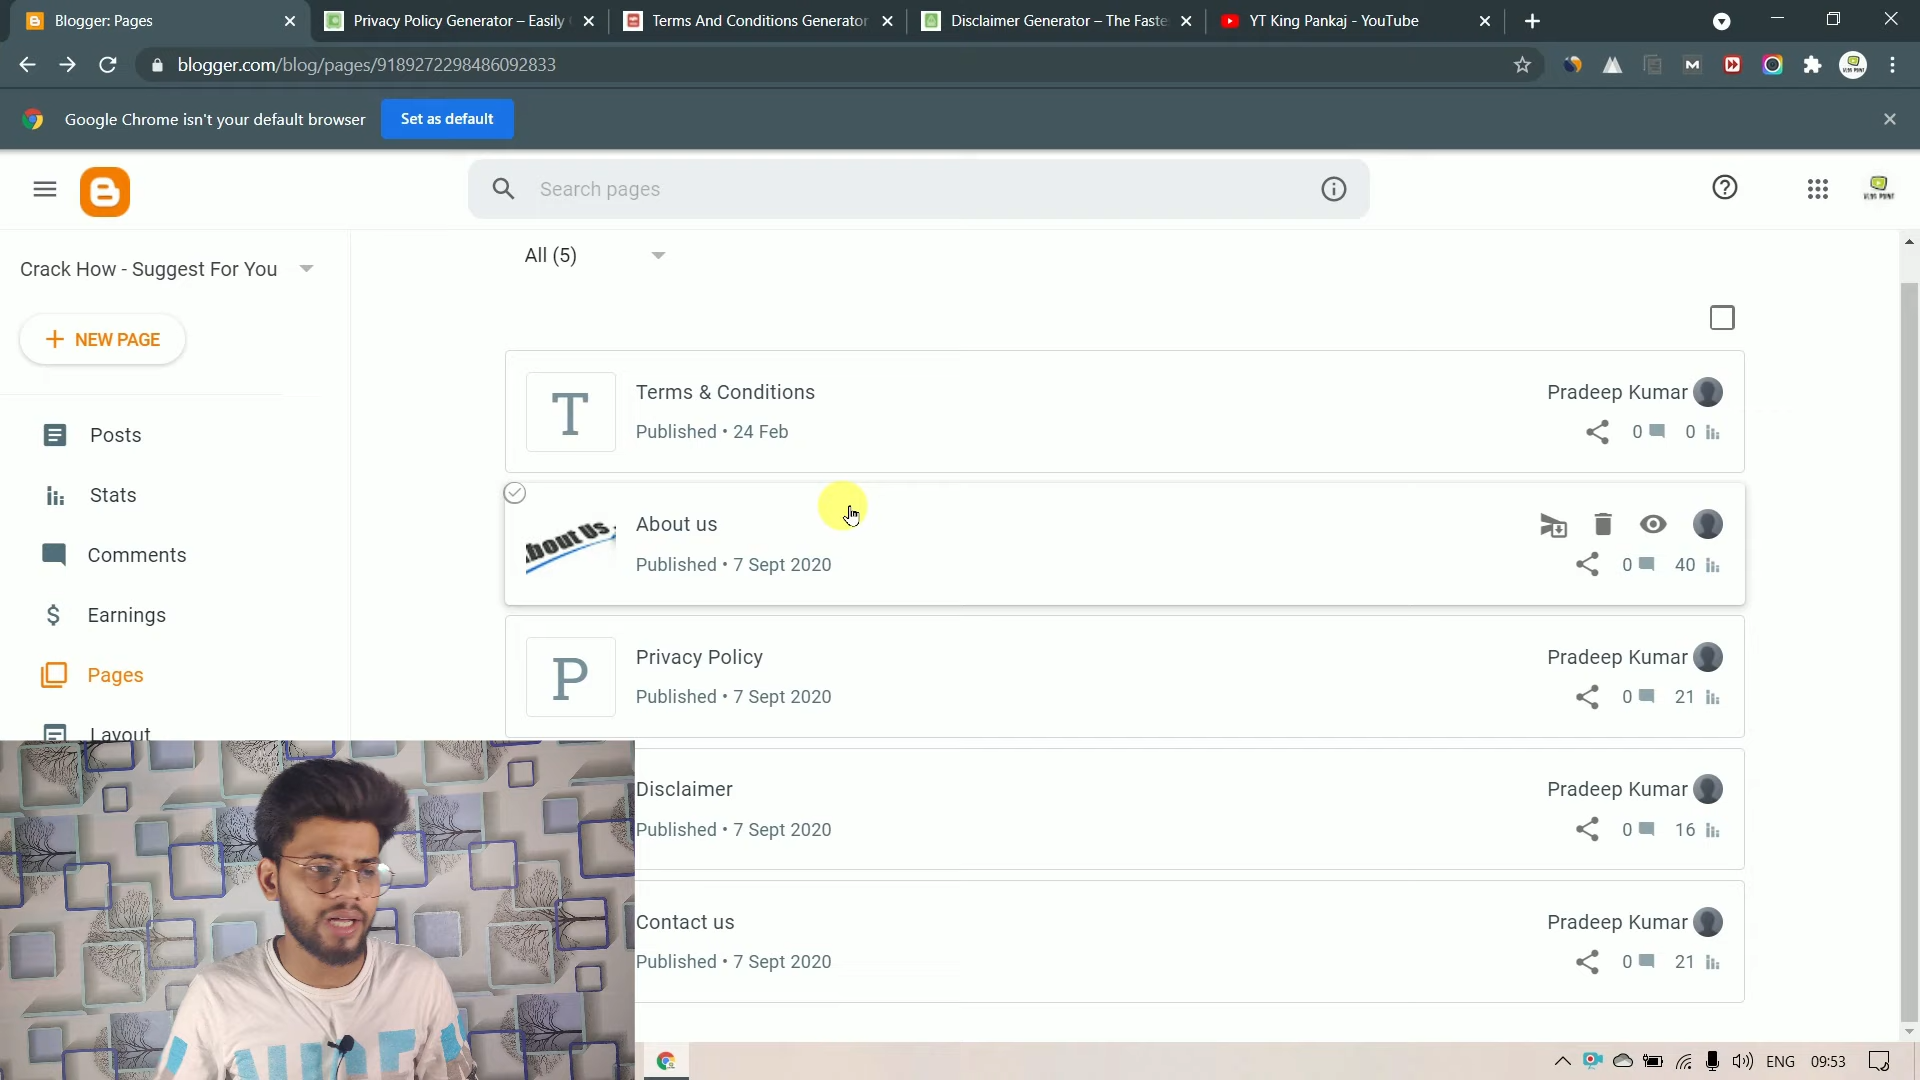 Blogger: Pages
Privacy Policy Generator – Easily
Terms And Conditions Generator
Disclaimer Generator – The Faste
YT King Pankaj - YouTube
blogger.com/blog/pages/9189272298486092833
Google Chrome isn't your default browser
Set as default
Search pages
Crack How - Suggest For You
All (5)
NEW PAGE
Posts
Stats
Comments
Earnings
Pages
Layout
T
Terms & Conditions
Pradeep Kumar
Published • 24 Feb
0 0
bout Us
About us
Published • 7 Sept 2020
0 40
P
Privacy Policy
Pradeep Kumar
Published • 7 Sept 2020
0 21
Disclaimer
Pradeep Kumar
Published • 7 Sept 2020
0 16
Contact us
Pradeep Kumar
Published • 7 Sept 2020
0 21
ENG 09:53